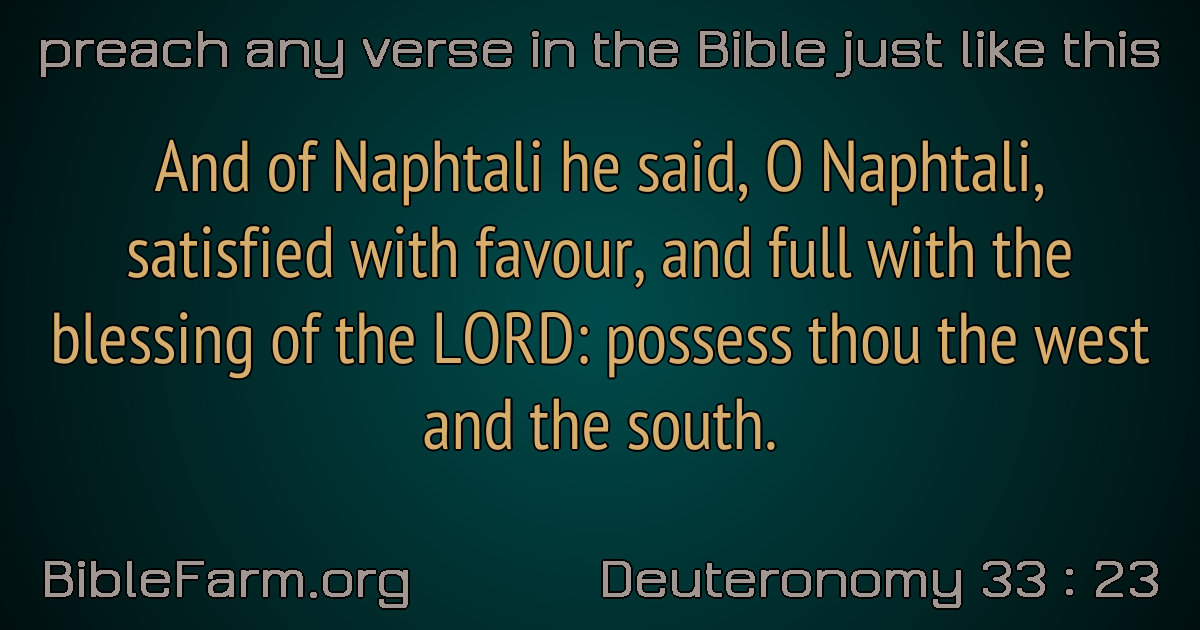 preach any verse in the Bible just like this
And of Naphtali he said, O Naphtali,
satisfied with favour, and full with the
blessing of the LORD: possess thou the west
and the south.
BibleFarm.org
Deuteronomy 33 : 23